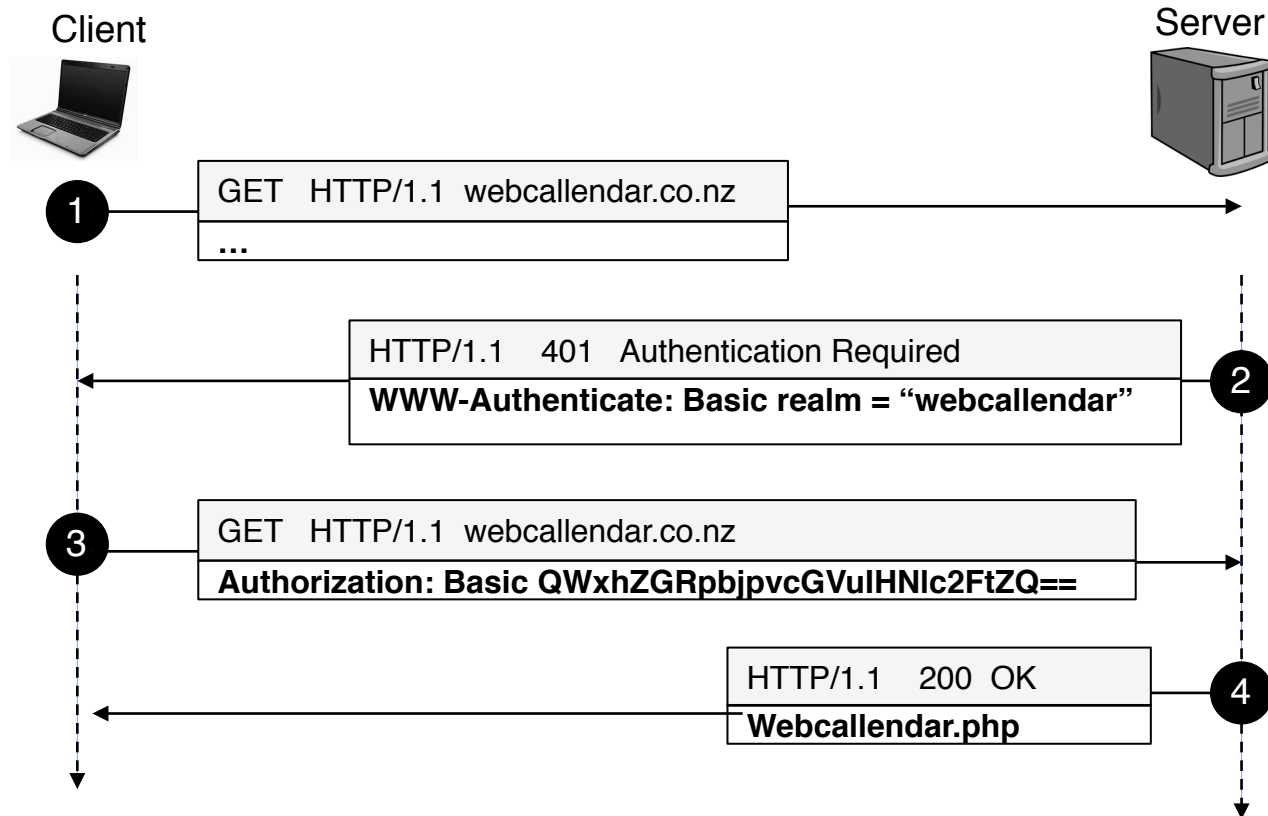 Client
Server
1
GET HTTP/1.1 webcallendar.co.nz
...
HTTP/1.1 401 Authentication Required
WWW-Authenticate: Basic realm = “webcallendar”
2
3
GET HTTP/1.1 webcallendar.co.nz
Authorization: Basic QWxhZGRpbjpvcGVuIHNlc2FtZQ==
HTTP/1.1 200 OK
Webcallendar.php
4